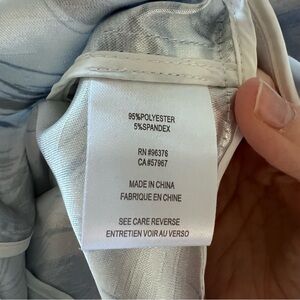 95%POLYESTER
5%SPANDEX
RN #96376
CA#57967
MADE IN CHINA
FABRIQUE EN CHINE
SEE CARE REVERSE
ENTRETIEN VOIR AU VERSO